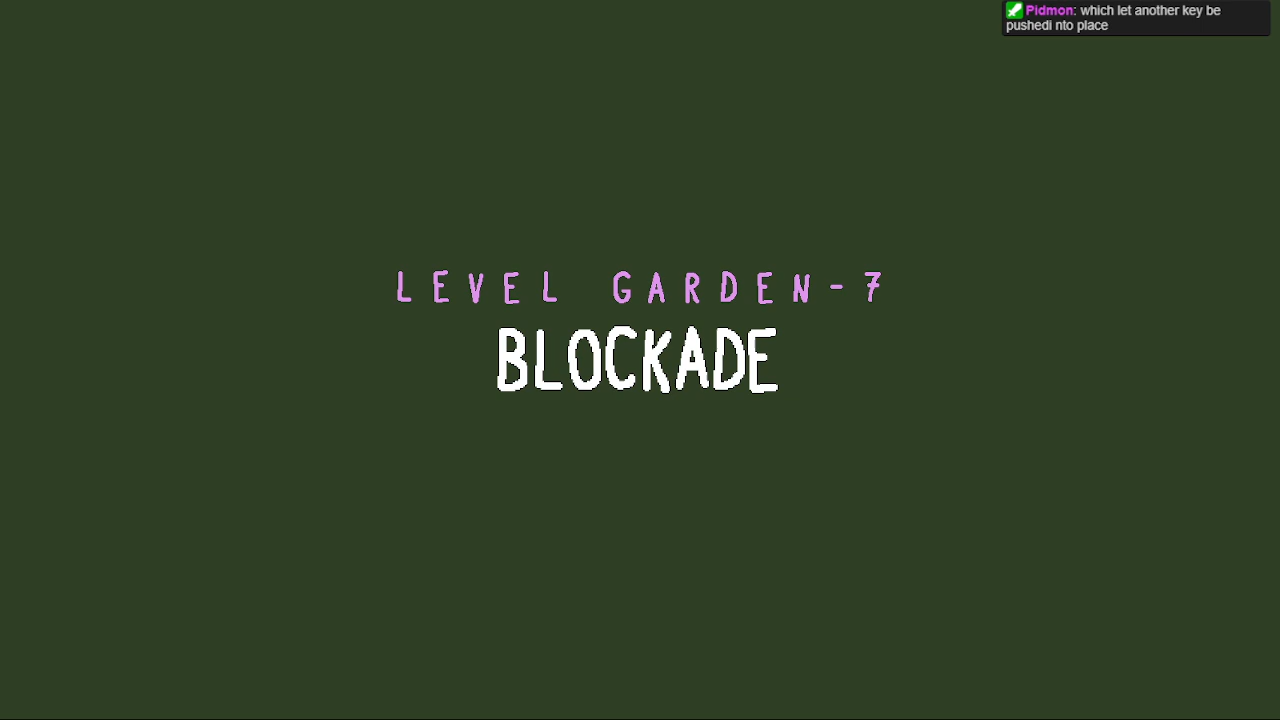 Pidmon: which let another key be
pushedi nto place
LEVEL GARDEN-7
BLOCKADE